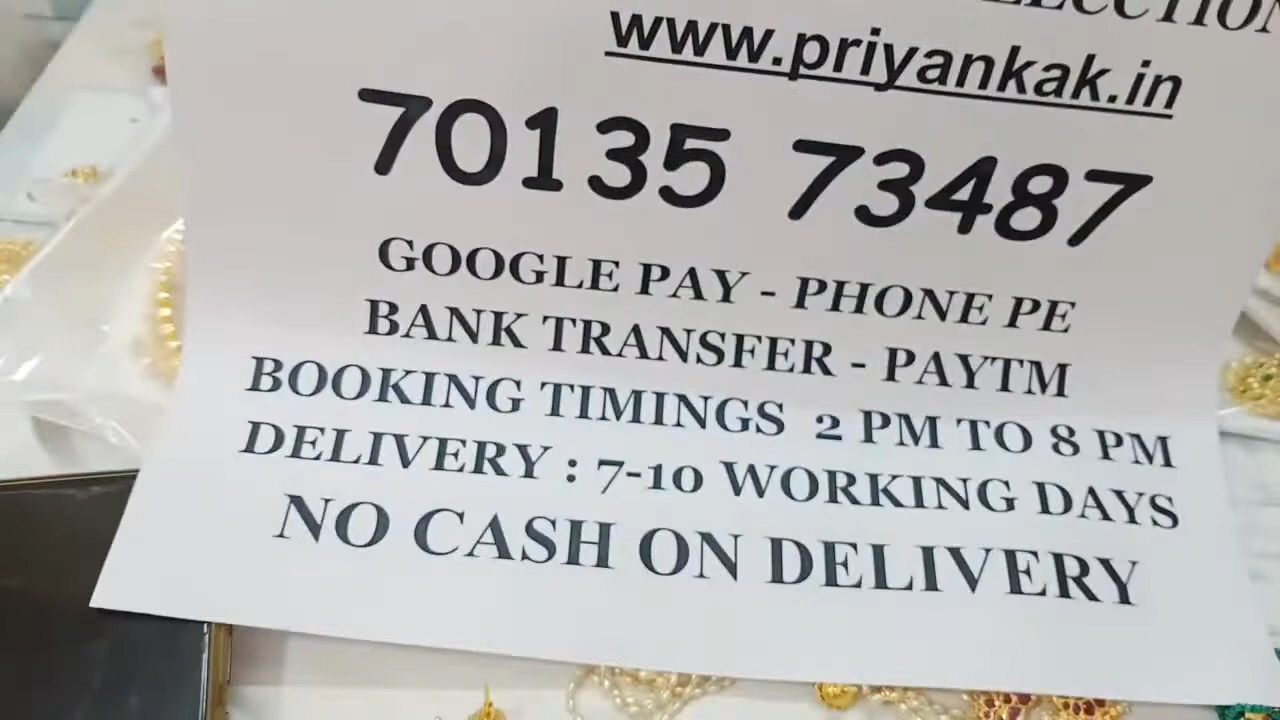 www.priyankak.in
70135 73487
GOOGLE PAY - PHONE PE
BANK TRANSFER - PAYTM
BOOKING TIMINGS 2 PM TO 8 PM
DELIVERY : 7-10 WORKING DAYS
NO CASH ON DELIVERY